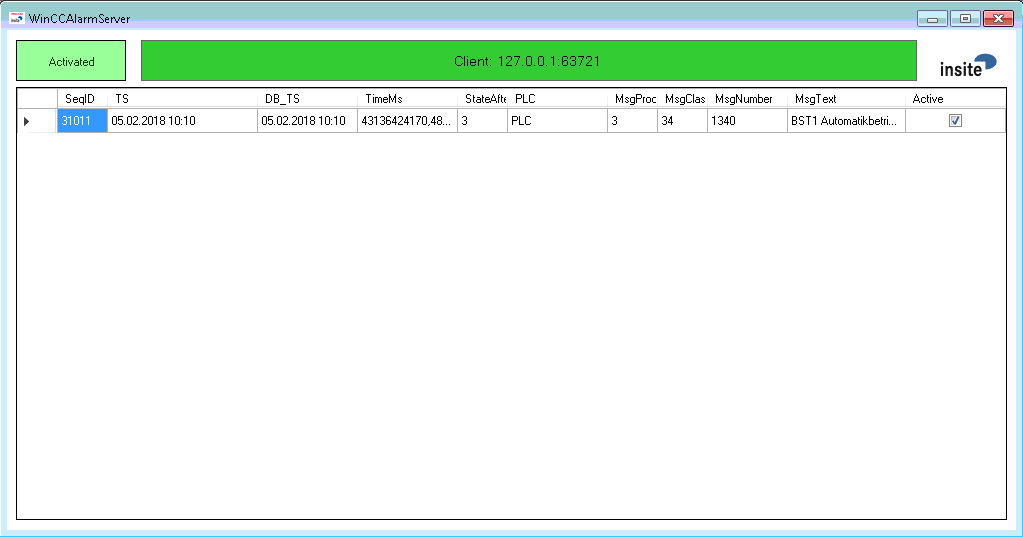 WinCCAlarmServer
Activated
Client: 127.0.0.1:63721
insite
SeqID TS DB_TS TimeMs StateAfte PLC MsgProc MsgClas MsgNumber MsgText Active
31011 05.02.2018 10:10 05.02.2018 10:10 43136424170,48... 3 PLC 3 34 1340 BST1 Automatikbetri...